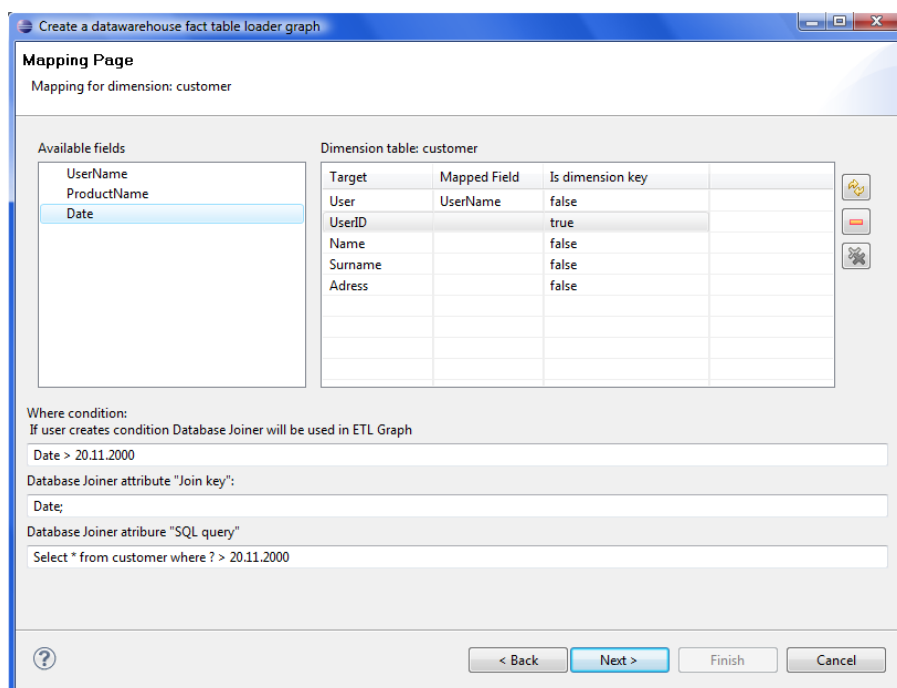 Create a datawarehouse fact table loader graph
Mapping Page
Mapping for dimension: customer
Available fields
UserName
ProductName
Date
Dimension table: customer
Target Mapped Field Is dimension key
User UserName false
UserID true
Name false
Surname false
Adress false
Where condition:
If user creates condition Database Joiner will be used in ETL Graph
Date > 20.11.2000
Database Joiner attribute "Join key":
Date;
Database Joiner atribure "SQL query"
Select * from customer where ? > 20.11.2000
?
< Back Next > Finish Cancel